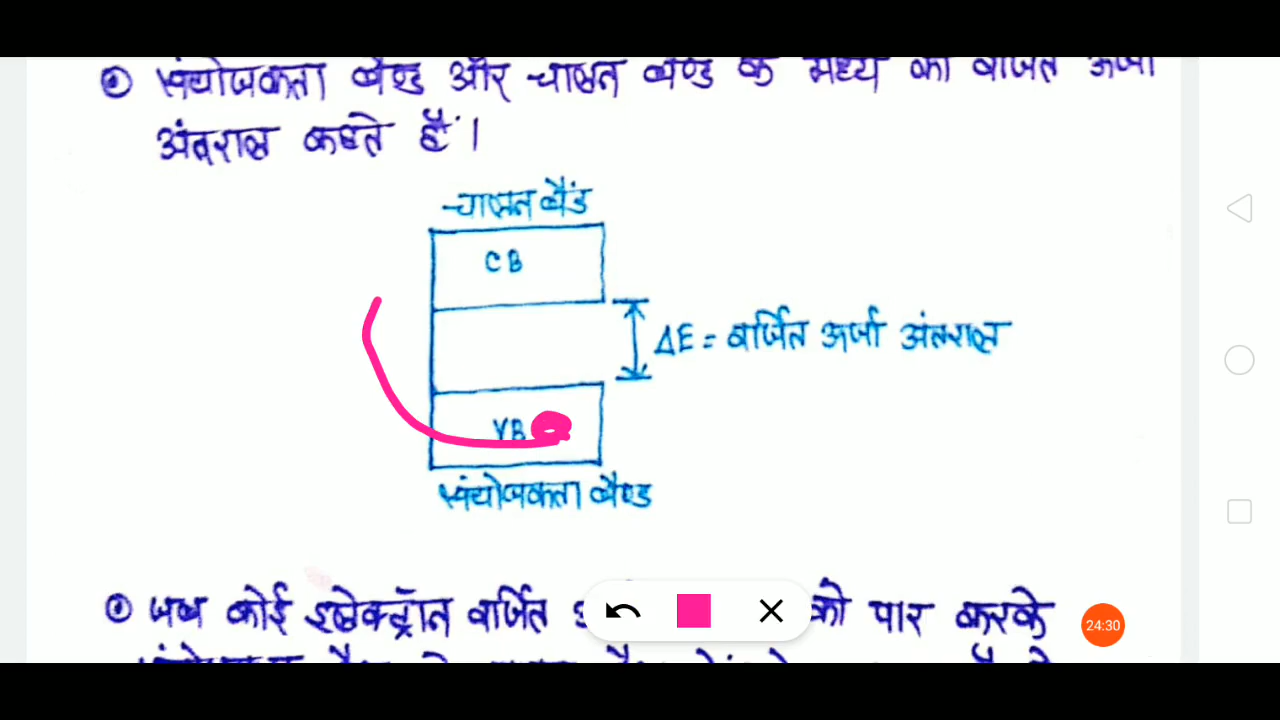 संयोजकता बैण्ड और चालन बैण्ड के मध्य की वर्जित ऊर्जा
अंतराल कहते हैं।
चालन बैंड
CB
ΔE = वर्जित ऊर्जा अंतराल
VB
संयोजकता बैण्ड
जब कोई इलेक्ट्रॉन वर्जित को पार करके
24:30